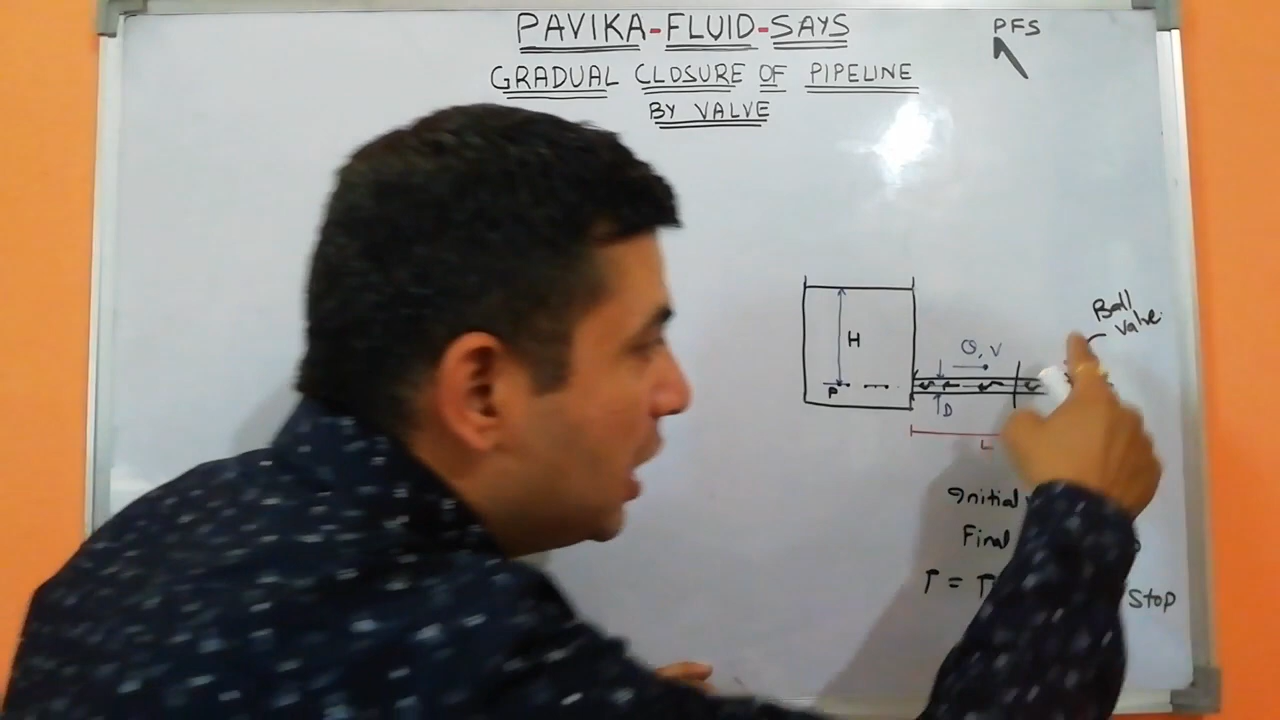 PAVIKA-FLUID-SAYS
PFS
GRADUAL CLOSURE OF PIPELINE
BY VALVE
Ball
Valve
H
Q, V
P
D
L
Initial
Final
T = T
Stop